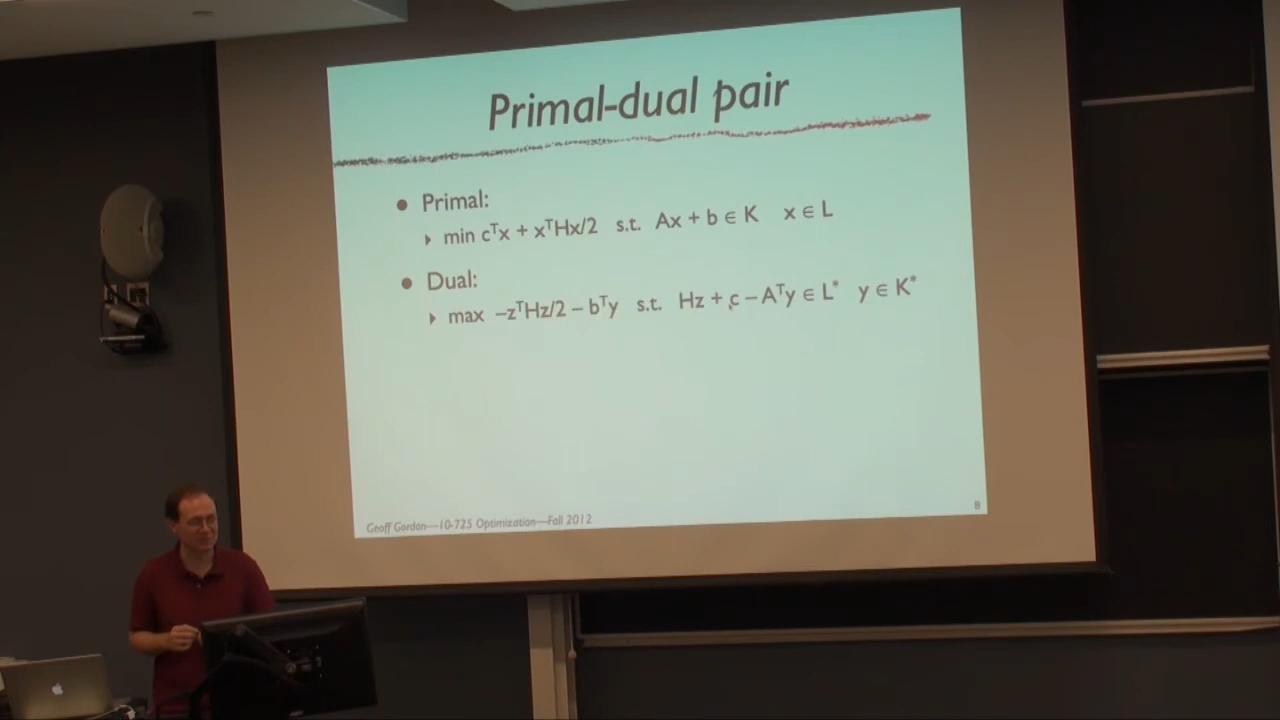 Primal-dual pair
• Primal:
‣ min cᵀx + xᵀHx/2 s.t. Ax + b ∈ K x ∈ L
• Dual:
‣ max –zᵀHz/2 – bᵀy s.t. Hz + c – Aᵀy ∈ L* y ∈ K*
Geoff Gordon—10-725 Optimization—Fall 2012
8